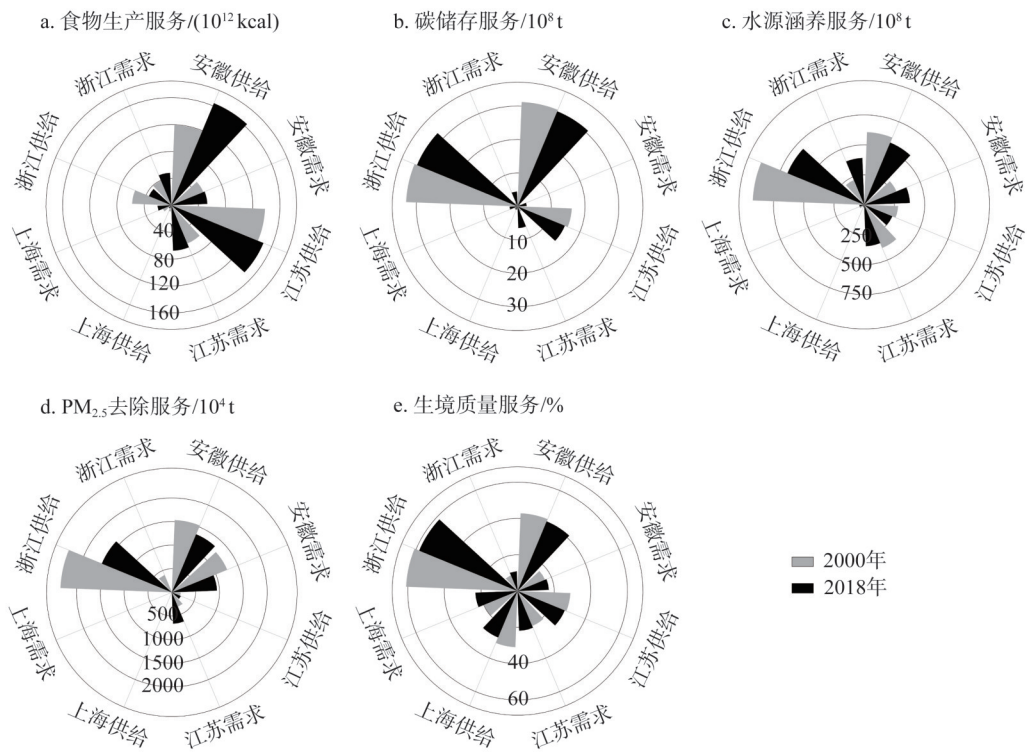 a. 食物生产服务/(10¹² kcal)
浙江需求
安徽供给
安徽需求
江苏供给
江苏需求
上海供给
上海需求
浙江供给
40
80
120
160
b. 碳储存服务/10⁸ t
浙江需求
安徽供给
安徽需求
江苏供给
江苏需求
上海供给
上海需求
浙江供给
10
20
30
c. 水源涵养服务/10⁸ t
浙江需求
安徽供给
安徽需求
江苏供给
江苏需求
上海供给
上海需求
浙江供给
250
500
750
d. PM₂.₅去除服务/10⁴ t
浙江需求
安徽供给
安徽需求
江苏供给
江苏需求
上海供给
上海需求
浙江供给
500
1000
1500
2000
e. 生境质量服务/%
浙江需求
安徽供给
安徽需求
江苏供给
江苏需求
上海供给
上海需求
浙江供给
40
60
2000年
2018年